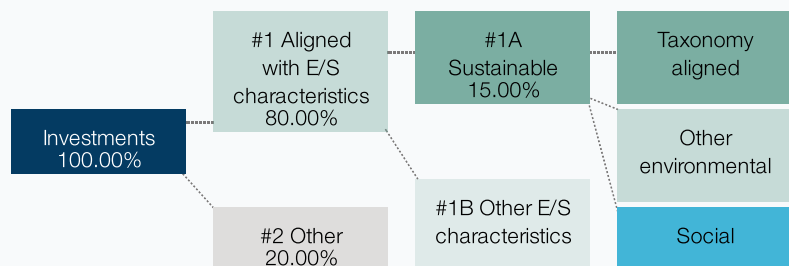 Investments
100.00%
#1 Aligned
with E/S
characteristics
80.00%
#2 Other
20.00%
#1A
Sustainable
15.00%
#1B Other E/S
characteristics
Taxonomy
aligned
Other
environmental
Social